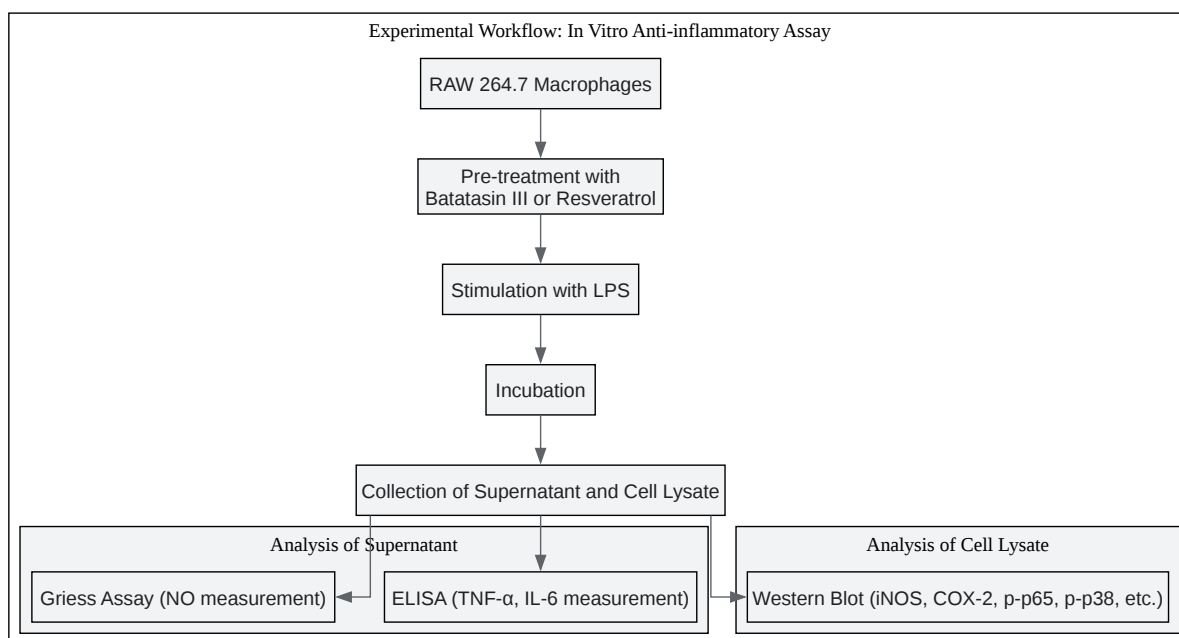 Experimental Workflow: In Vitro Anti-inflammatory Assay
RAW 264.7 Macrophages
Pre-treatment with
Batatasin III or Resveratrol
Stimulation with LPS
Incubation
Collection of Supernatant and Cell Lysate
Analysis of Supernatant
Analysis of Cell Lysate
Griess Assay (NO measurement)
ELISA (TNF-α, IL-6 measurement)
Western Blot (iNOS, COX-2, p-p65, p-p38, etc.)